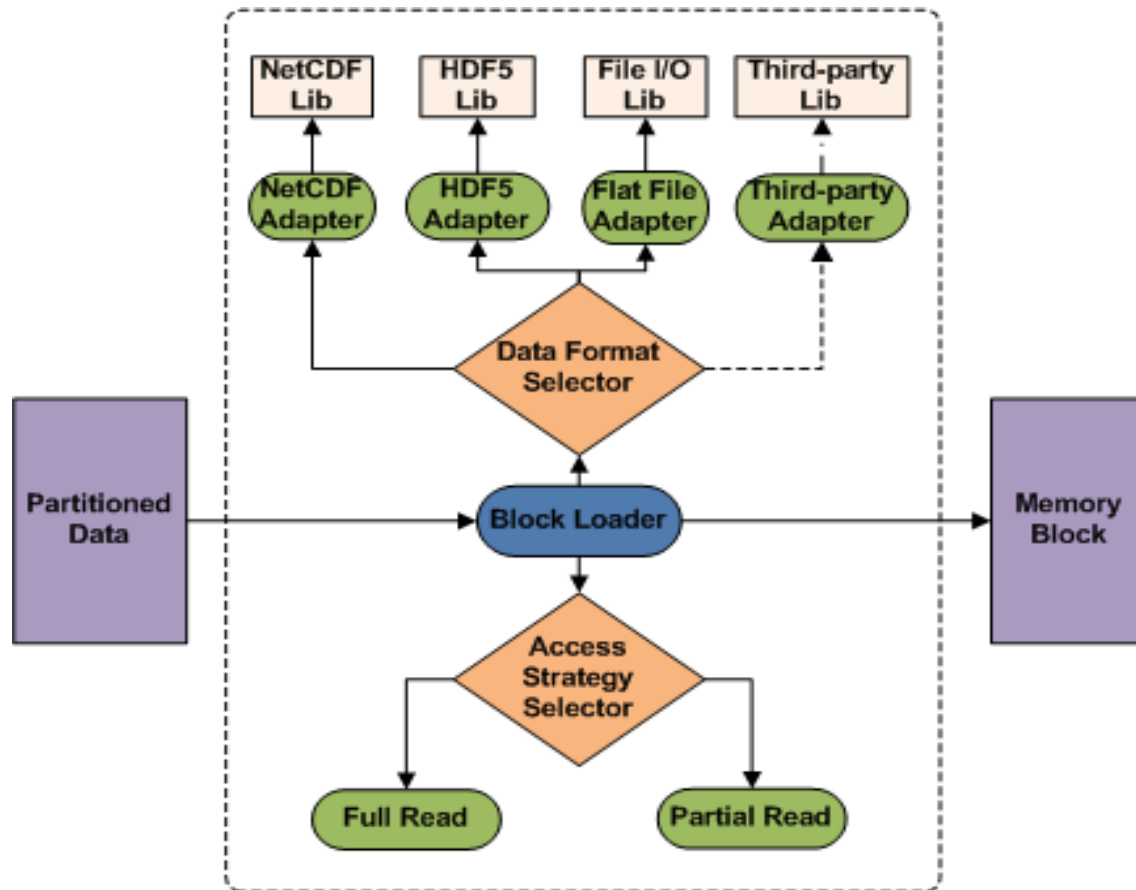 NetCDF
Lib
HDF5
Lib
File I/O
Lib
Third-party
Lib
NetCDF
Adapter
HDF5
Adapter
Flat File
Adapter
Third-party
Adapter
Data Format
Selector
Partitioned
Data
Block Loader
Memory
Block
Access
Strategy
Selector
Full Read
Partial Read